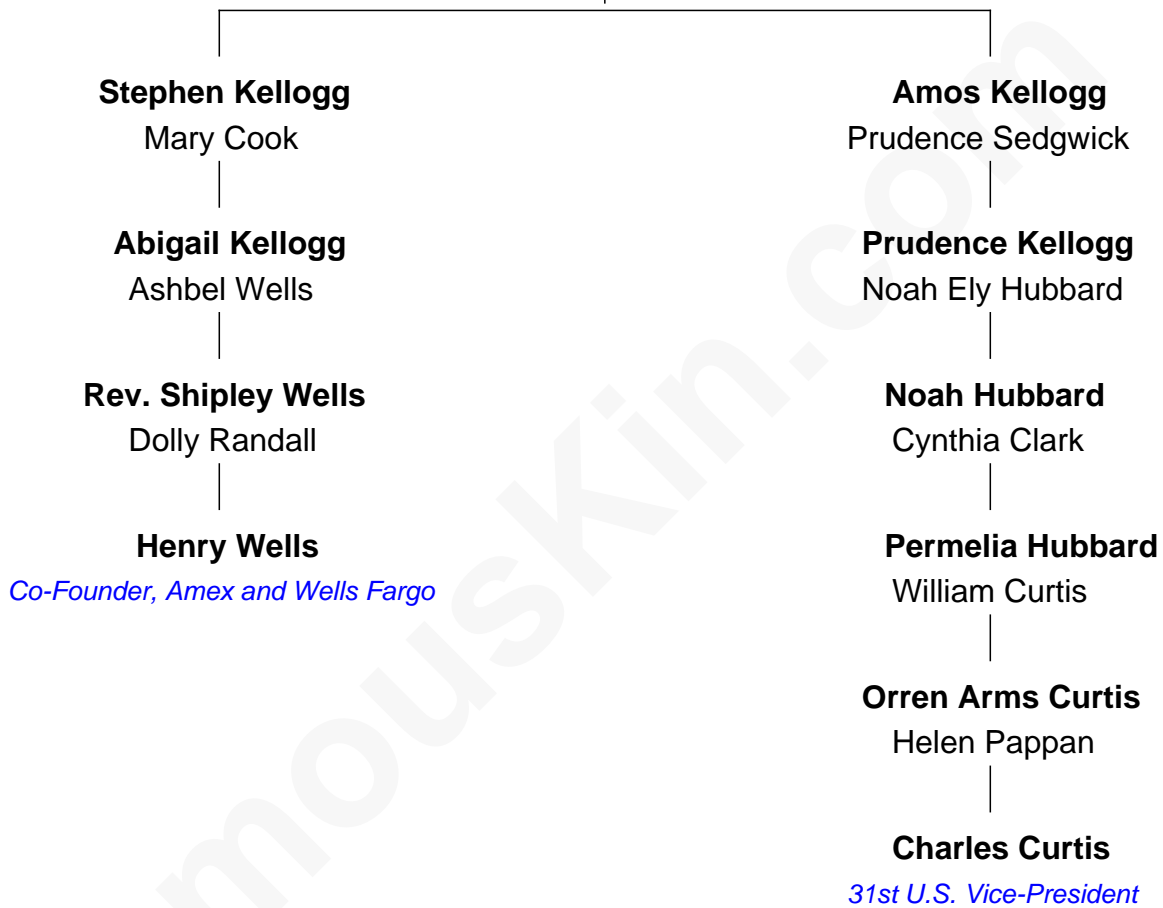 Stephen Kellogg
Mary Cook
Abigail Kellogg
Ashbel Wells
Rev. Shipley Wells
Dolly Randall
Henry Wells
Co-Founder, Amex and Wells Fargo
Amos Kellogg
Prudence Sedgwick
Prudence Kellogg
Noah Ely Hubbard
Noah Hubbard
Cynthia Clark
Permelia Hubbard
William Curtis
Orren Arms Curtis
Helen Pappan
Charles Curtis
31st U.S. Vice-President
mouskin.com